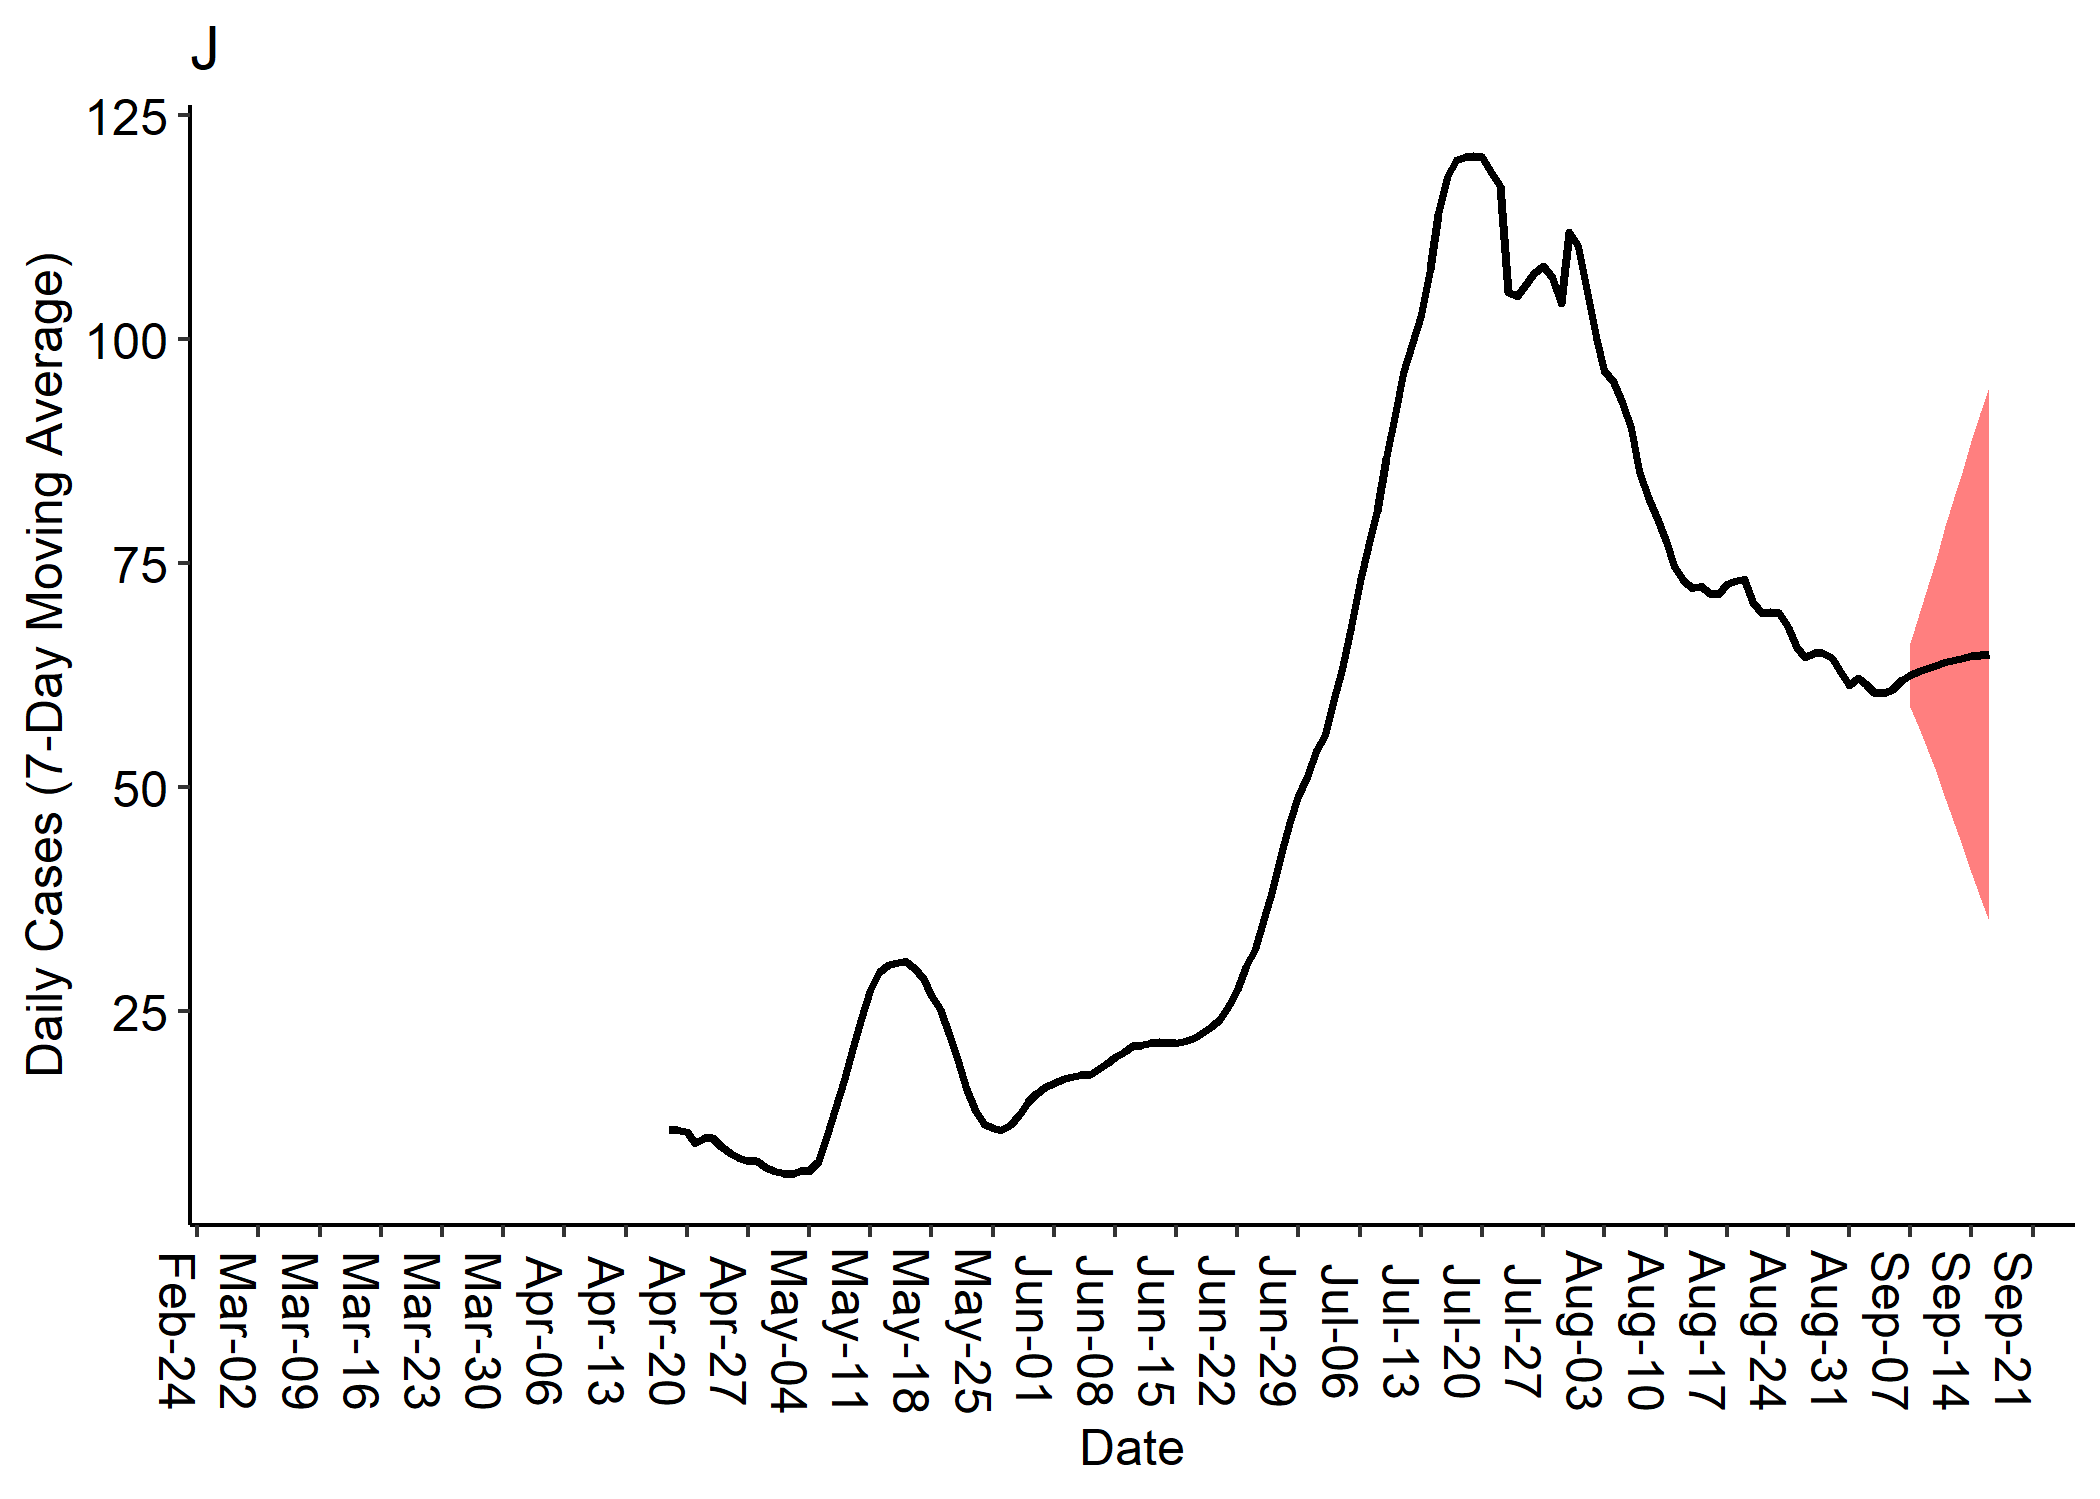 J
Daily Cases (7-Day Moving Average)
125
100
75
50
25
Feb-24
Mar-02
Mar-09
Mar-16
Mar-23
Mar-30
Apr-06
Apr-13
Apr-20
Apr-27
May-04
May-11
May-18
May-25
Jun-01
Jun-08
Jun-15
Jun-22
Jun-29
Jul-06
Jul-13
Jul-20
Jul-27
Aug-03
Aug-10
Aug-17
Aug-24
Aug-31
Sep-07
Sep-14
Sep-21
Date